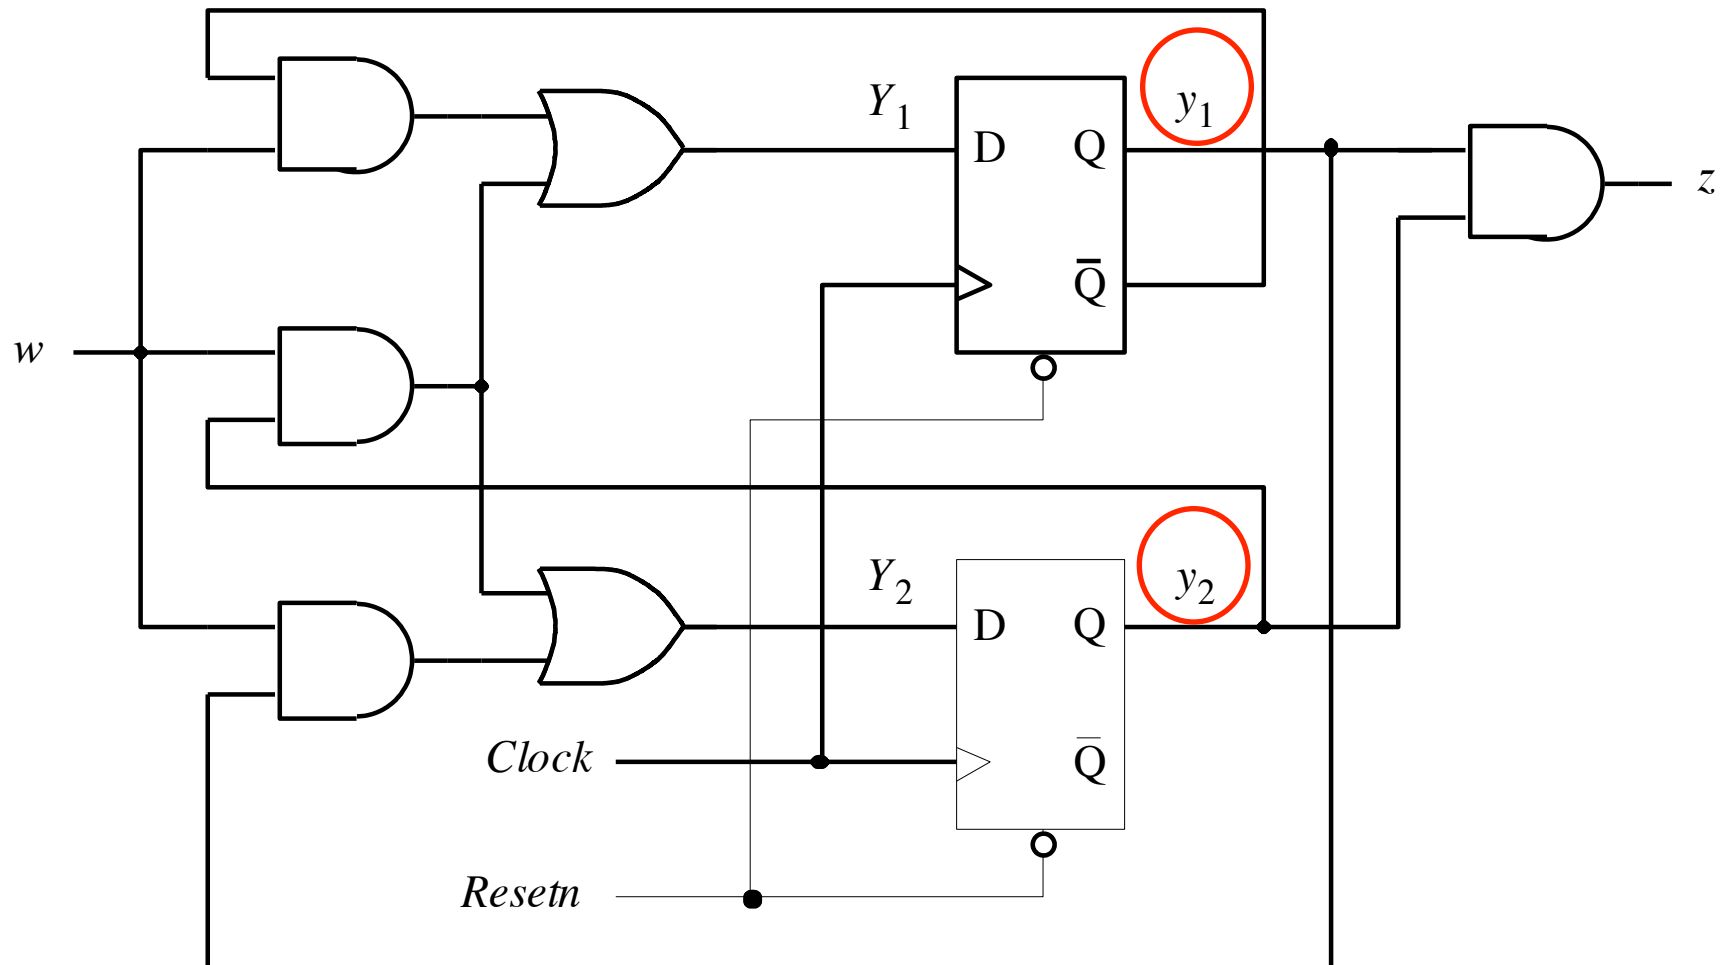 Y₁
y₁
D Q
z
Q̅
w
Y₂
y₂
D Q
Clock
Q̅
Resetn